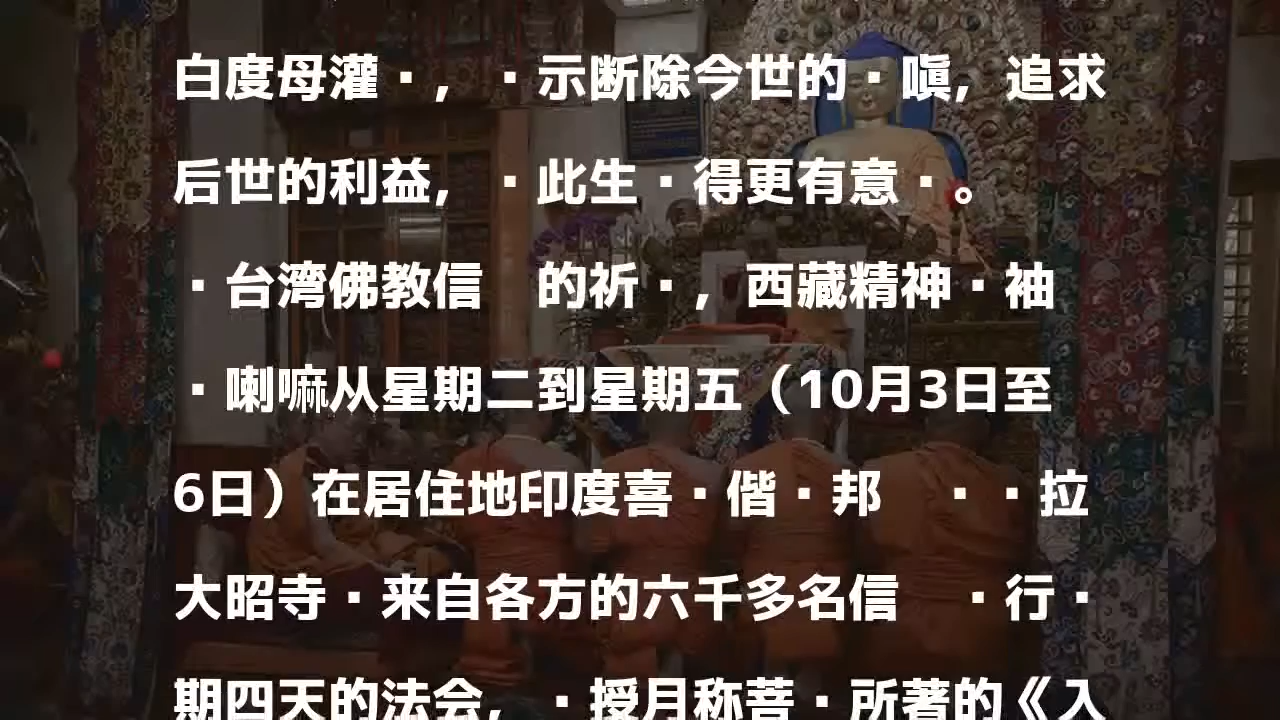 白度母灌▪，▪示断除今世的▪嗔，追求
后世的利益，▪此生▪得更有意▪。
▪台湾佛教信　的祈▪，西藏精神▪袖
▪喇嘛从星期二到星期五（10月3日至
6日）在居住地印度喜▪偕▪邦　▪▪拉
大昭寺▪来自各方的六千多名信　▪行▪
期四天的法会，▪授月称菩▪所著的《入